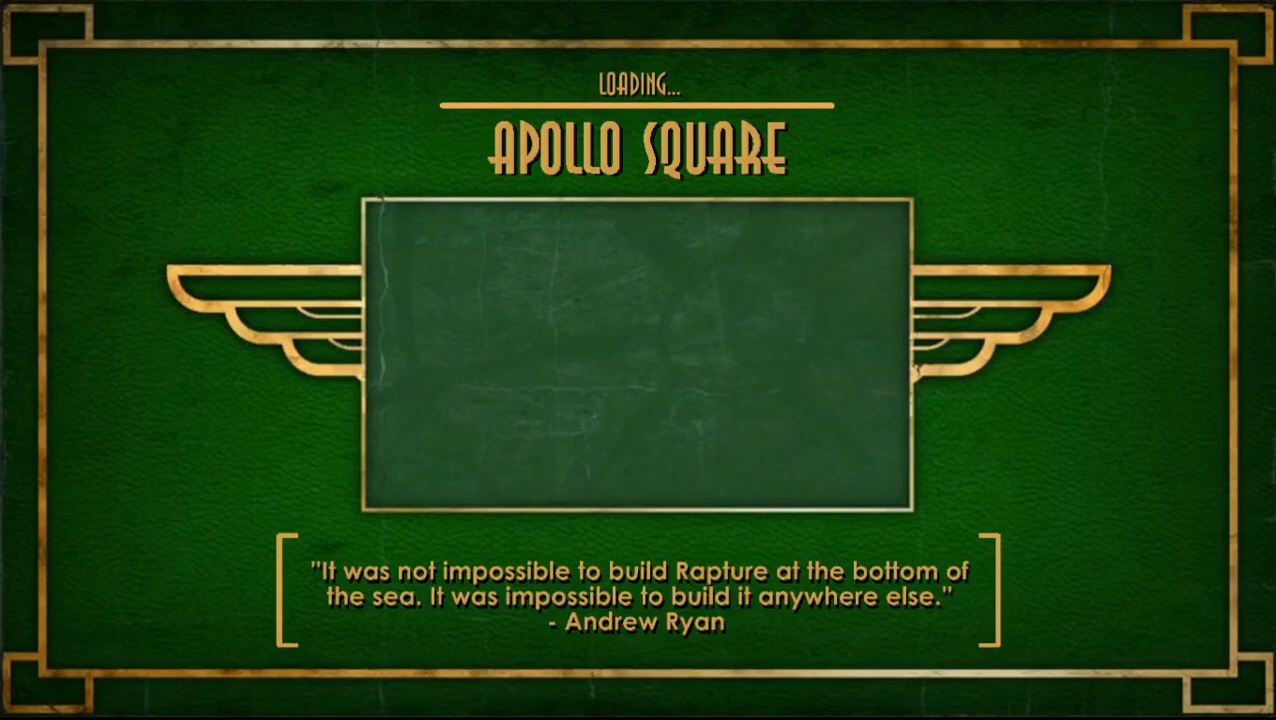 LOADING...
APOLLO SQUARE
"It was not impossible to build Rapture at the bottom of
the sea. It was impossible to build it anywhere else."
- Andrew Ryan